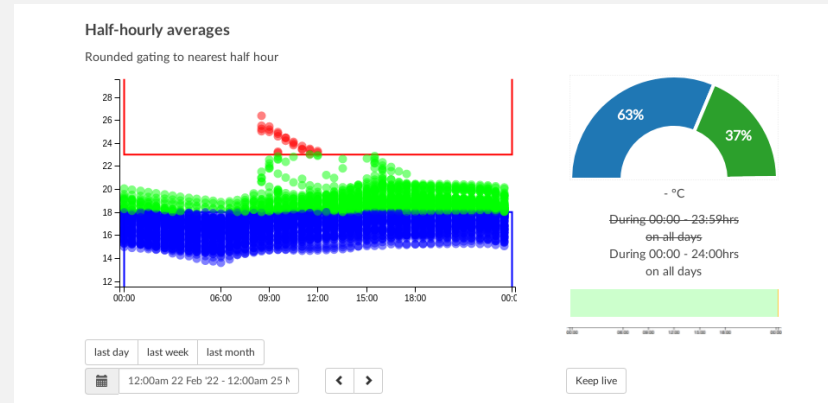 Half-hourly averages
Rounded gating to nearest half hour
28
26
24
22
20
18
16
14
12
00:00 06:00 09:00 12:00 15:00 18:00 00:0
63%
37%
- °C
During 00:00 - 23:59hrs
on all days
During 00:00 - 24:00hrs
on all days
last day last week last month
12:00am 22 Feb '22 - 12:00am 25 M
Keep live